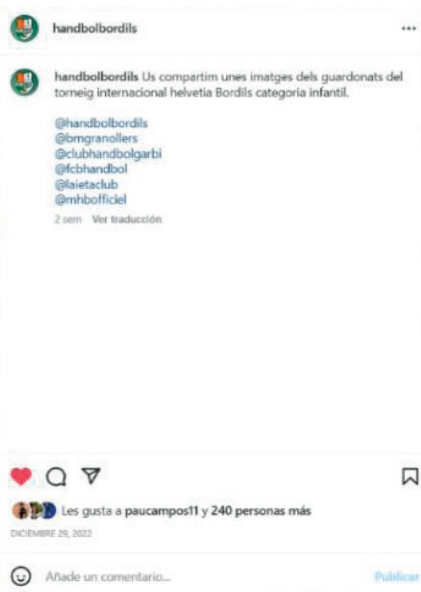 handbolbordils
handbolbordils Us compartim unes imatges dels guardonats del
torneig internacional helvetia Bordils categoria infantil.
@handbolbordils
@bmgranollers
@clubhandbolgarbi
@fcbhandbol
@laietaclub
@mhbofficiel
2 sem Ver traducción
Les gusta a paucampos11 y 240 personas más
DICIEMBRE 29, 2022
Añade un comentario...
Publicar